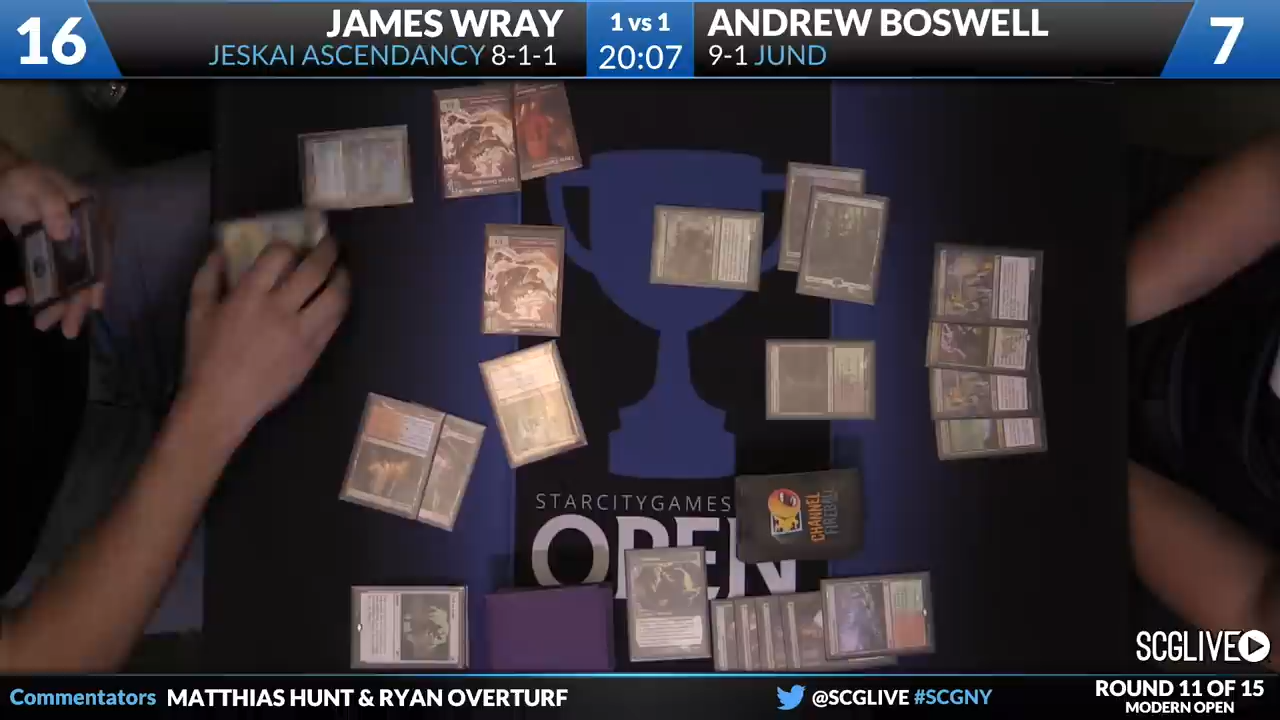 16
JAMES WRAY
JESKAI ASCENDANCY 8-1-1
1 vs 1
20:07
ANDREW BOSWELL
9-1 JUND
7
STARCITYGAMES
OPEN
CHANNEL
FIREBALL
SCGLIVE
Commentators MATTHIAS HUNT & RYAN OVERTURF
@SCGLIVE #SCGNY
ROUND 11 OF 15
MODERN OPEN